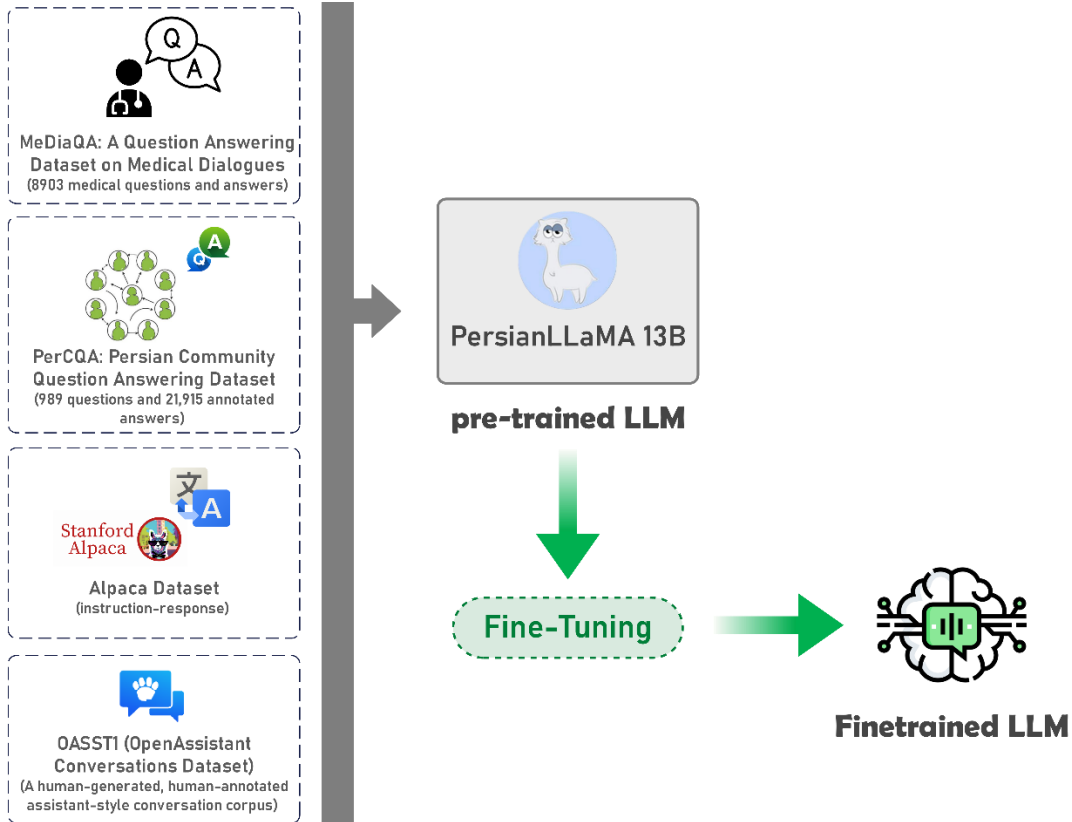 Q
A
MeDiaQA: A Question Answering
Dataset on Medical Dialogues
(8903 medical questions and answers)
A
Q
PerCQA: Persian Community
Question Answering Dataset
(989 questions and 21,915 annotated
answers)
文
A
Stanford
Alpaca
Alpaca Dataset
(instruction-response)
OASST1 (OpenAssistant
Conversations Dataset)
(A human-generated, human-annotated
assistant-style conversation corpus)
PersianLLaMA 13B
pre-trained LLM
Fine-Tuning
Finetrained LLM